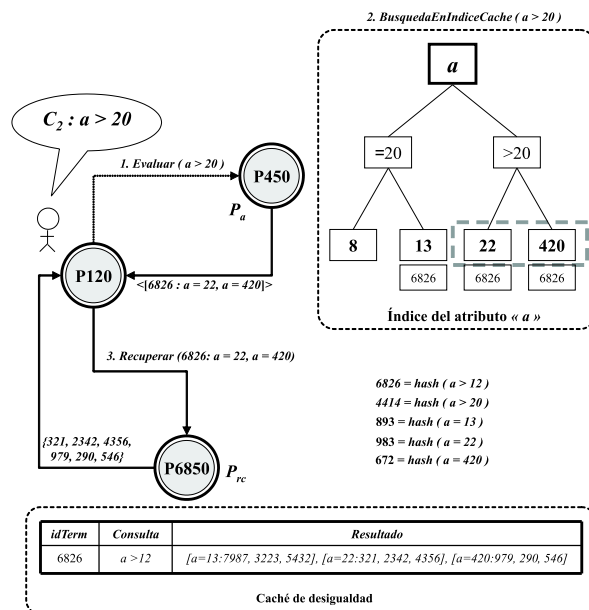 2. BusquedaEnIndiceCache ( a > 20 )
a
C2 : a > 20
=20
>20
1. Evaluar ( a > 20 )
P450
Pa
8
13
22
420
6826
6826
6826
P120
<[6826 : a = 22, a = 420]>
Índice del atributo « a »
3. Recuperar (6826: a = 22, a = 420)
6826 = hash ( a > 12 )
4414 = hash ( a > 20 )
893 = hash ( a = 13 )
983 = hash ( a = 22 )
672 = hash ( a = 420 )
{321, 2342, 4356,
979, 290, 546}
P6850
Prc
idTerm Consulta Resultado
6826 a >12 [a=13:7987, 3223, 5432], [a=22:321, 2342, 4356], [a=420:979, 290, 546]
Caché de desigualdad